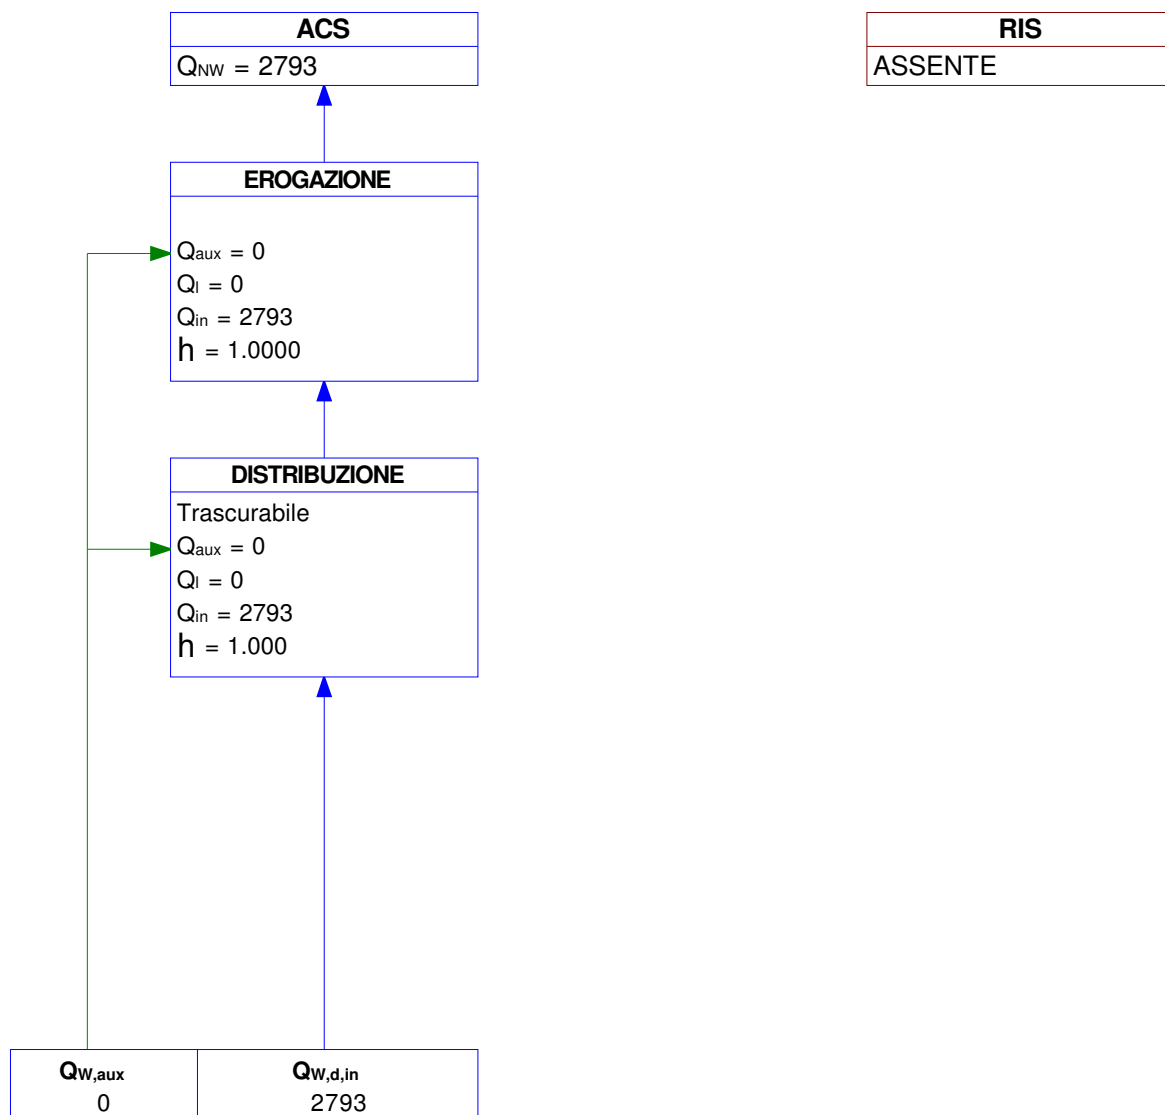 ACS
QNW = 2793
RIS
ASSENTE
EROGAZIONE
Qaux = 0
Ql = 0
Qin = 2793
h = 1.0000
DISTRIBUZIONE
Trascurabile
Qaux = 0
Ql = 0
Qin = 2793
h = 1.000
QW,aux QW,d,in
0 2793